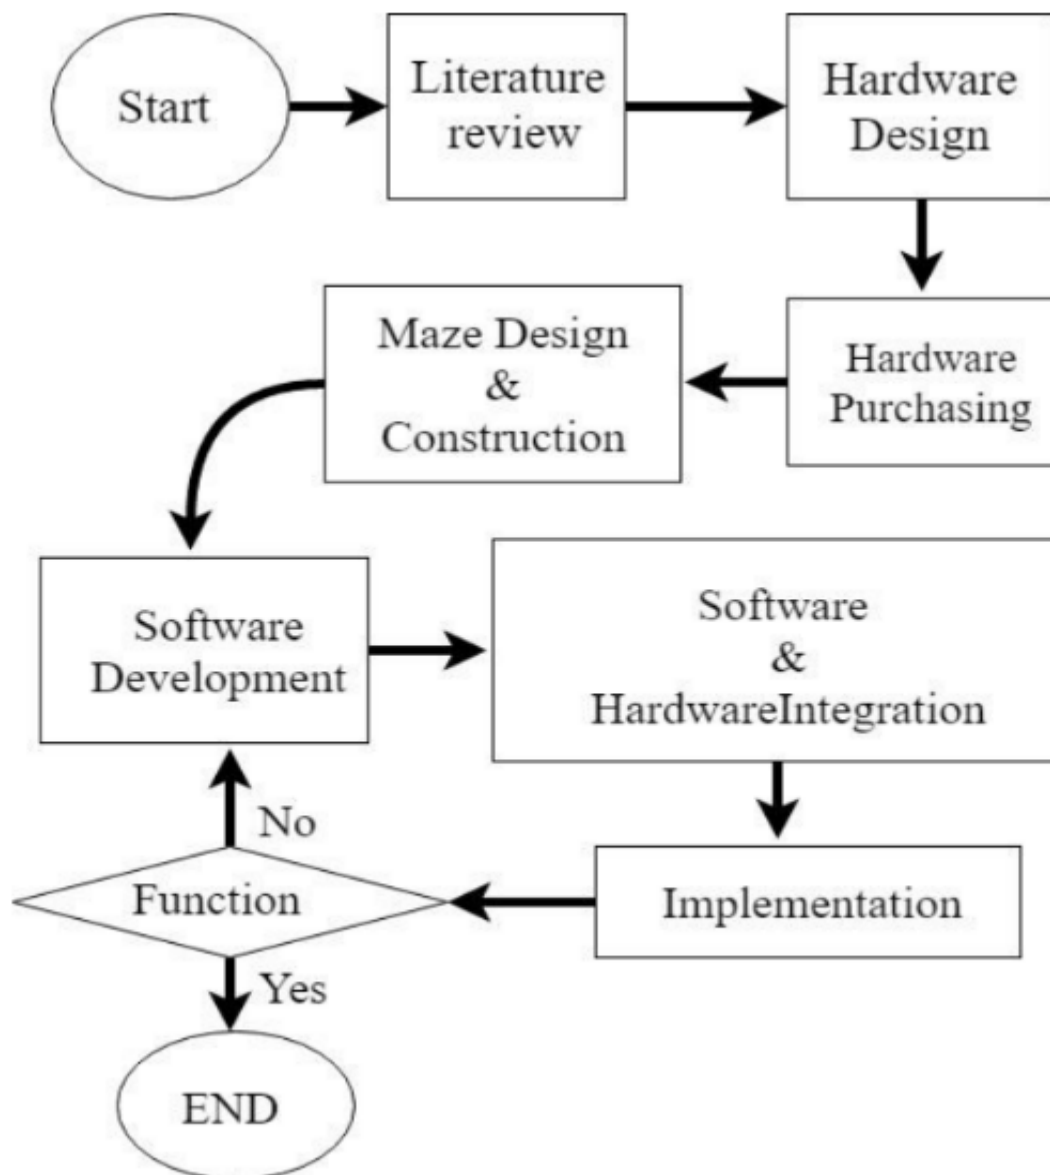 Start
Literature
review
Hardware
Design
Hardware
Purchasing
Maze Design
&
Construction
Software
Development
Software
&
HardwareIntegration
Implementation
Function
No
Yes
END